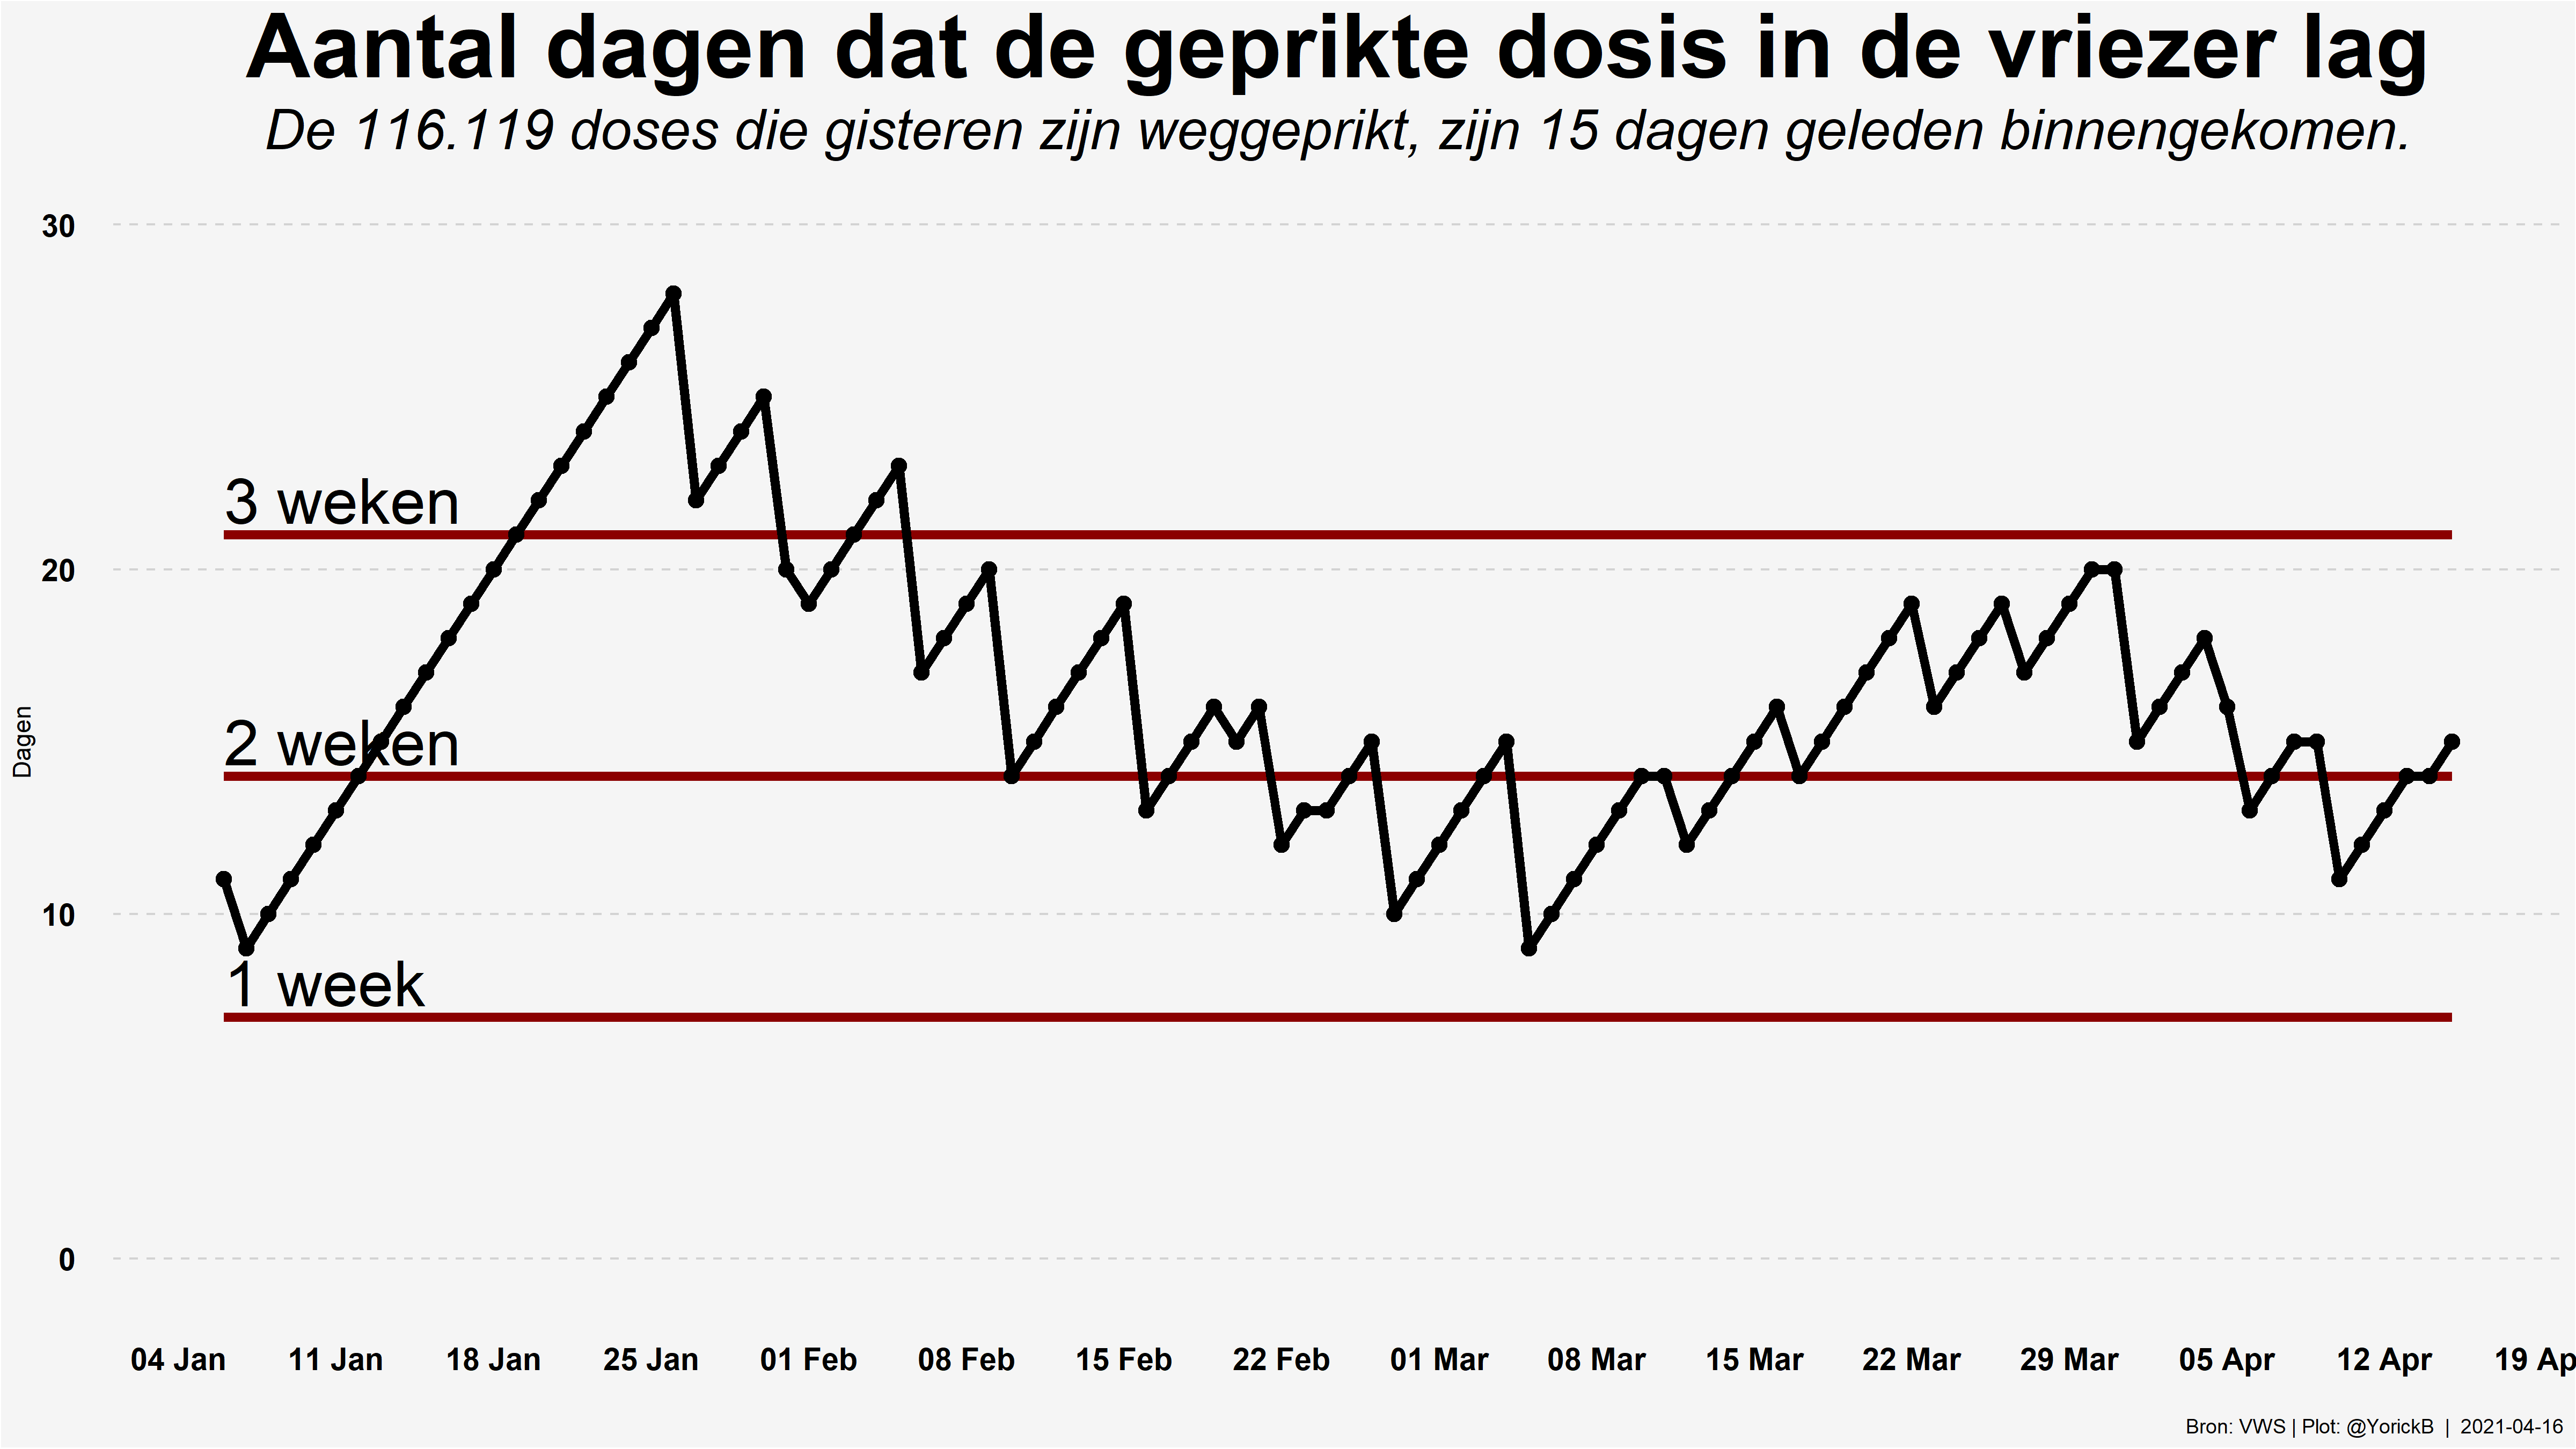 Aantal dagen dat de geprikte dosis in de vriezer lag
De 116.119 doses die gisteren zijn weggeprikt, zijn 15 dagen geleden binnengekomen.
30
3 weken
20
2 weken
Dagen
10
1 week
0
04 Jan 11 Jan 18 Jan 25 Jan 01 Feb 08 Feb 15 Feb 22 Feb 01 Mar 08 Mar 15 Mar 22 Mar 29 Mar 05 Apr 12 Apr 19 Ap
Bron: VWS | Plot: @YorickB | 2021-04-16